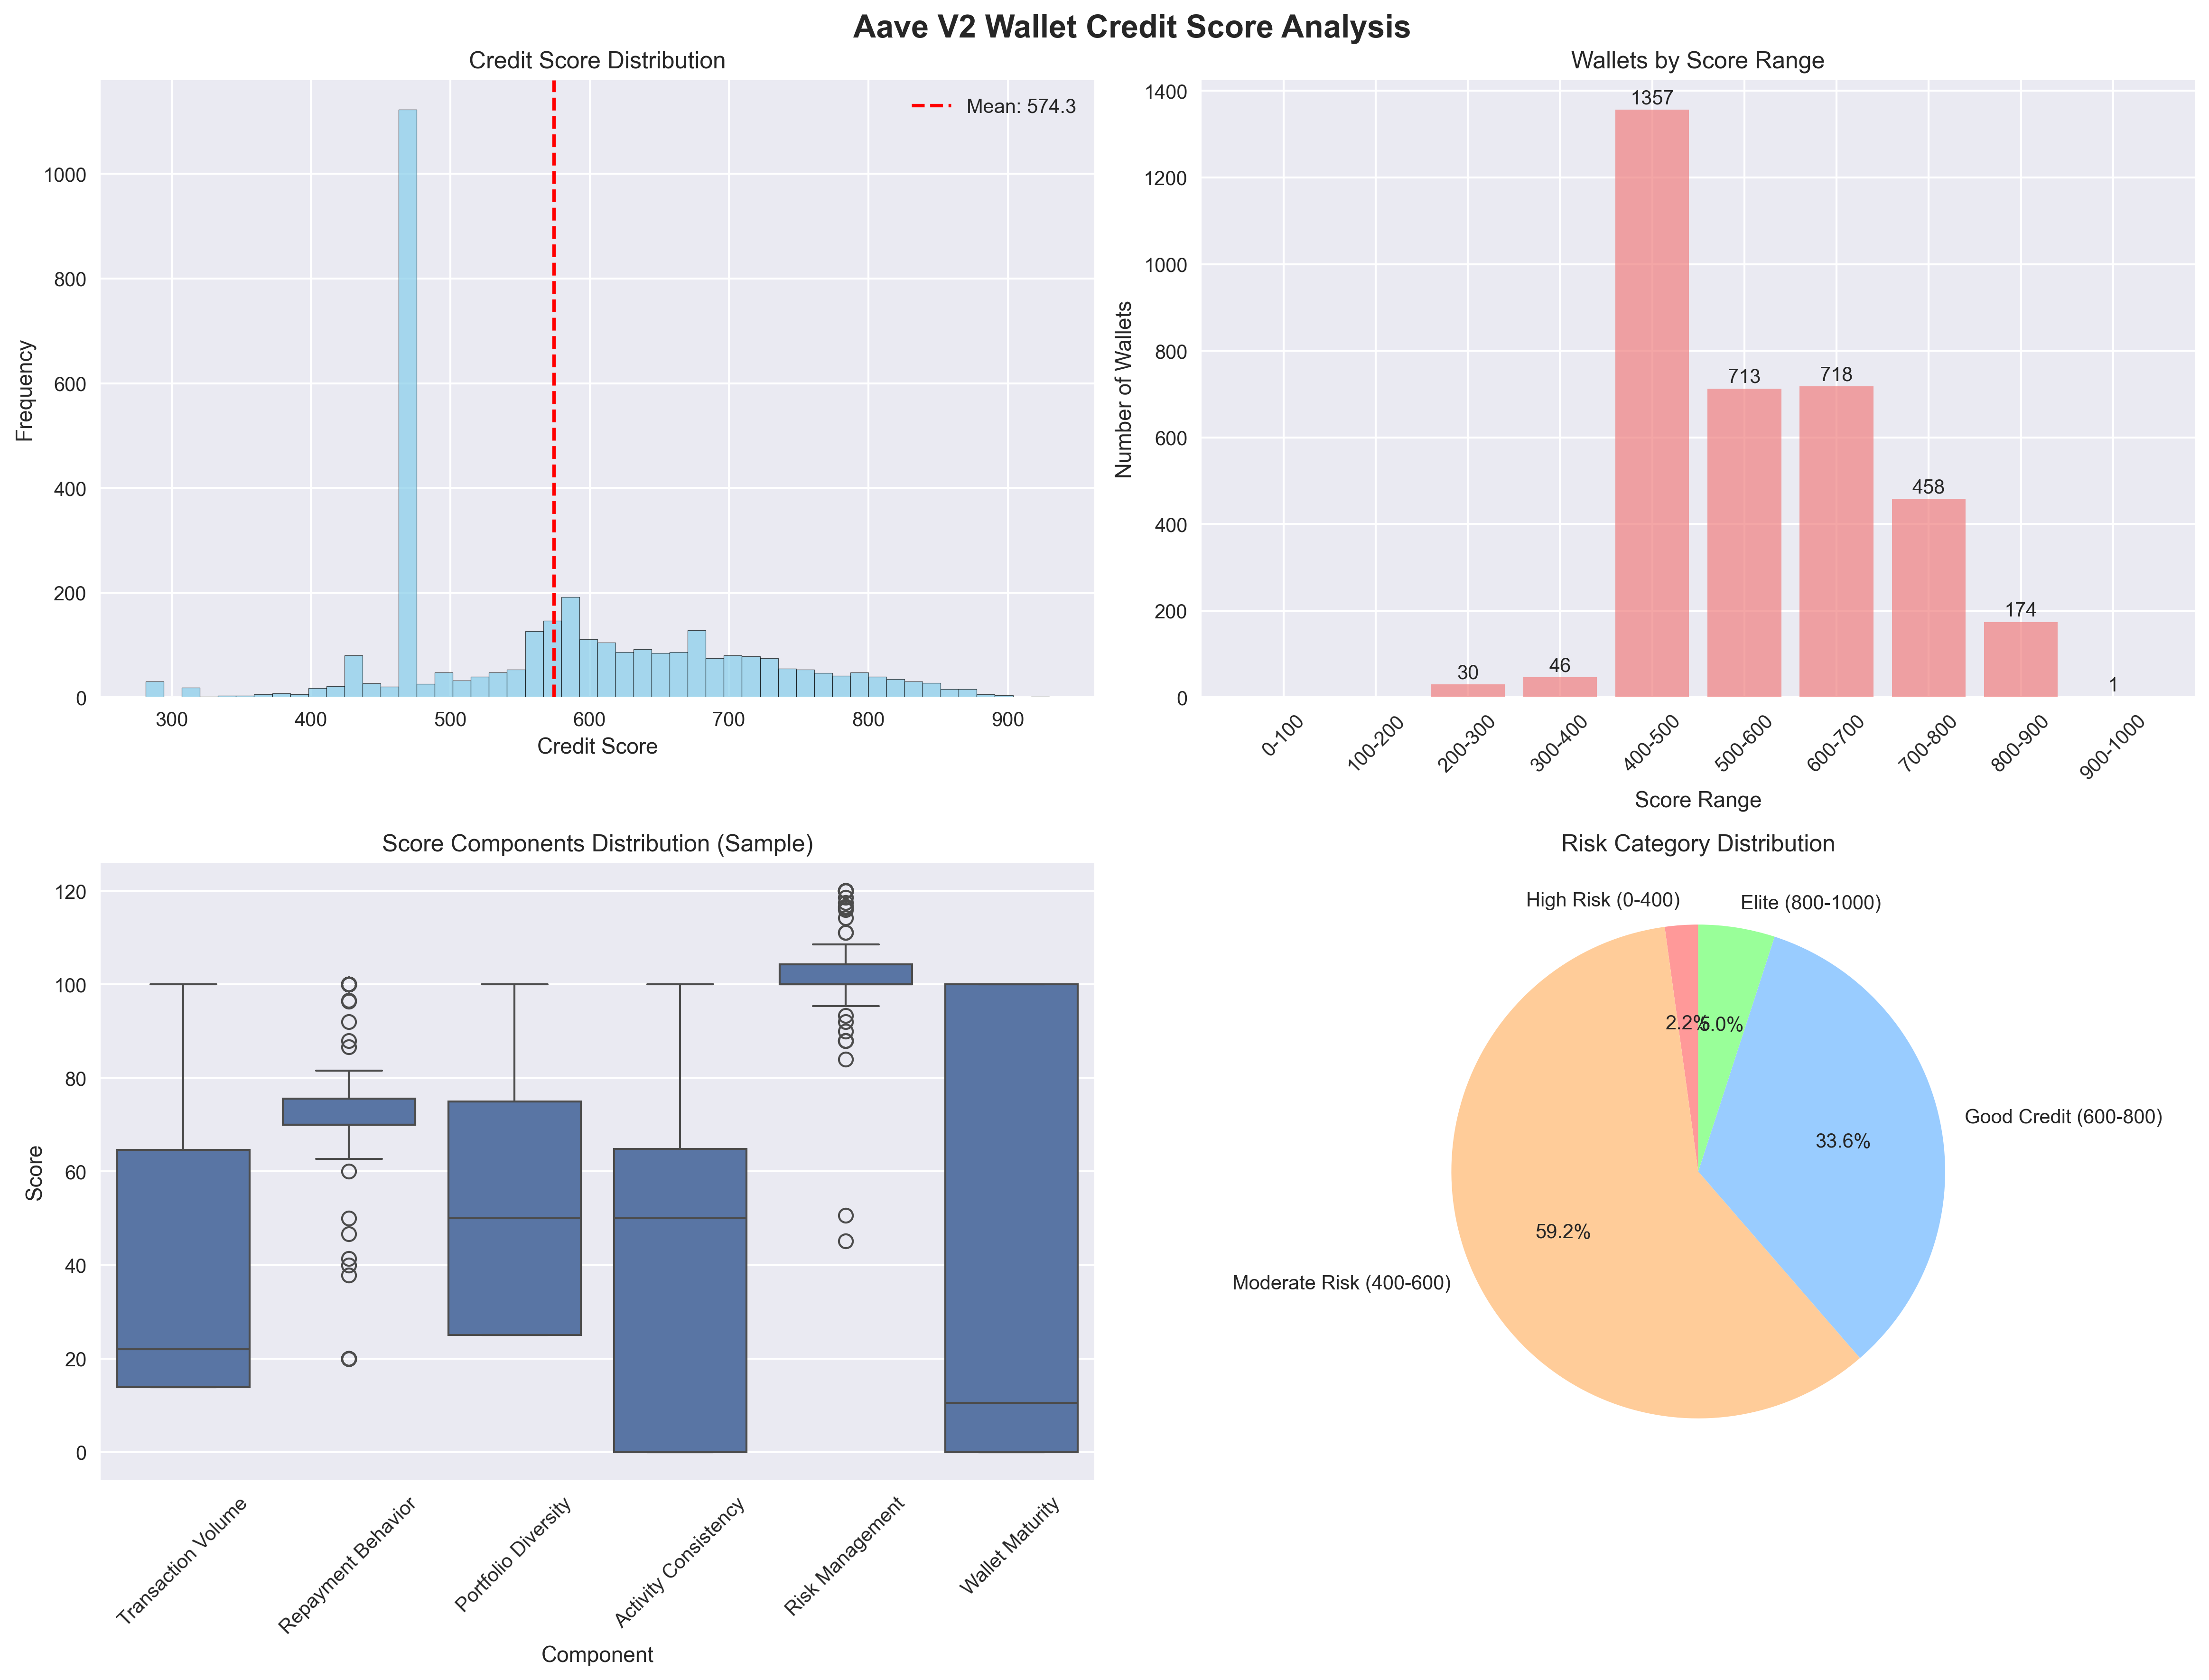 Aave V2 Wallet Credit Score Analysis
Credit Score Distribution
Mean: 574.3
Frequency
1000
800
600
400
200
0
300
400
500
600
700
800
900
Credit Score
Wallets by Score Range
Number of Wallets
1400
1200
1000
800
600
400
200
0
30
46
1357
713
718
458
174
1
0-100
100-200
200-300
300-400
400-500
500-600
600-700
700-800
800-900
900-1000
Score Range
Score Components Distribution (Sample)
Score
120
100
80
60
40
20
0
Transaction Volume
Repayment Behavior
Portfolio Diversity
Activity Consistency
Risk Management
Wallet Maturity
Component
Risk Category Distribution
High Risk (0-400)
Elite (800-1000)
2.2%
5.0%
Good Credit (600-800)
33.6%
59.2%
Moderate Risk (400-600)